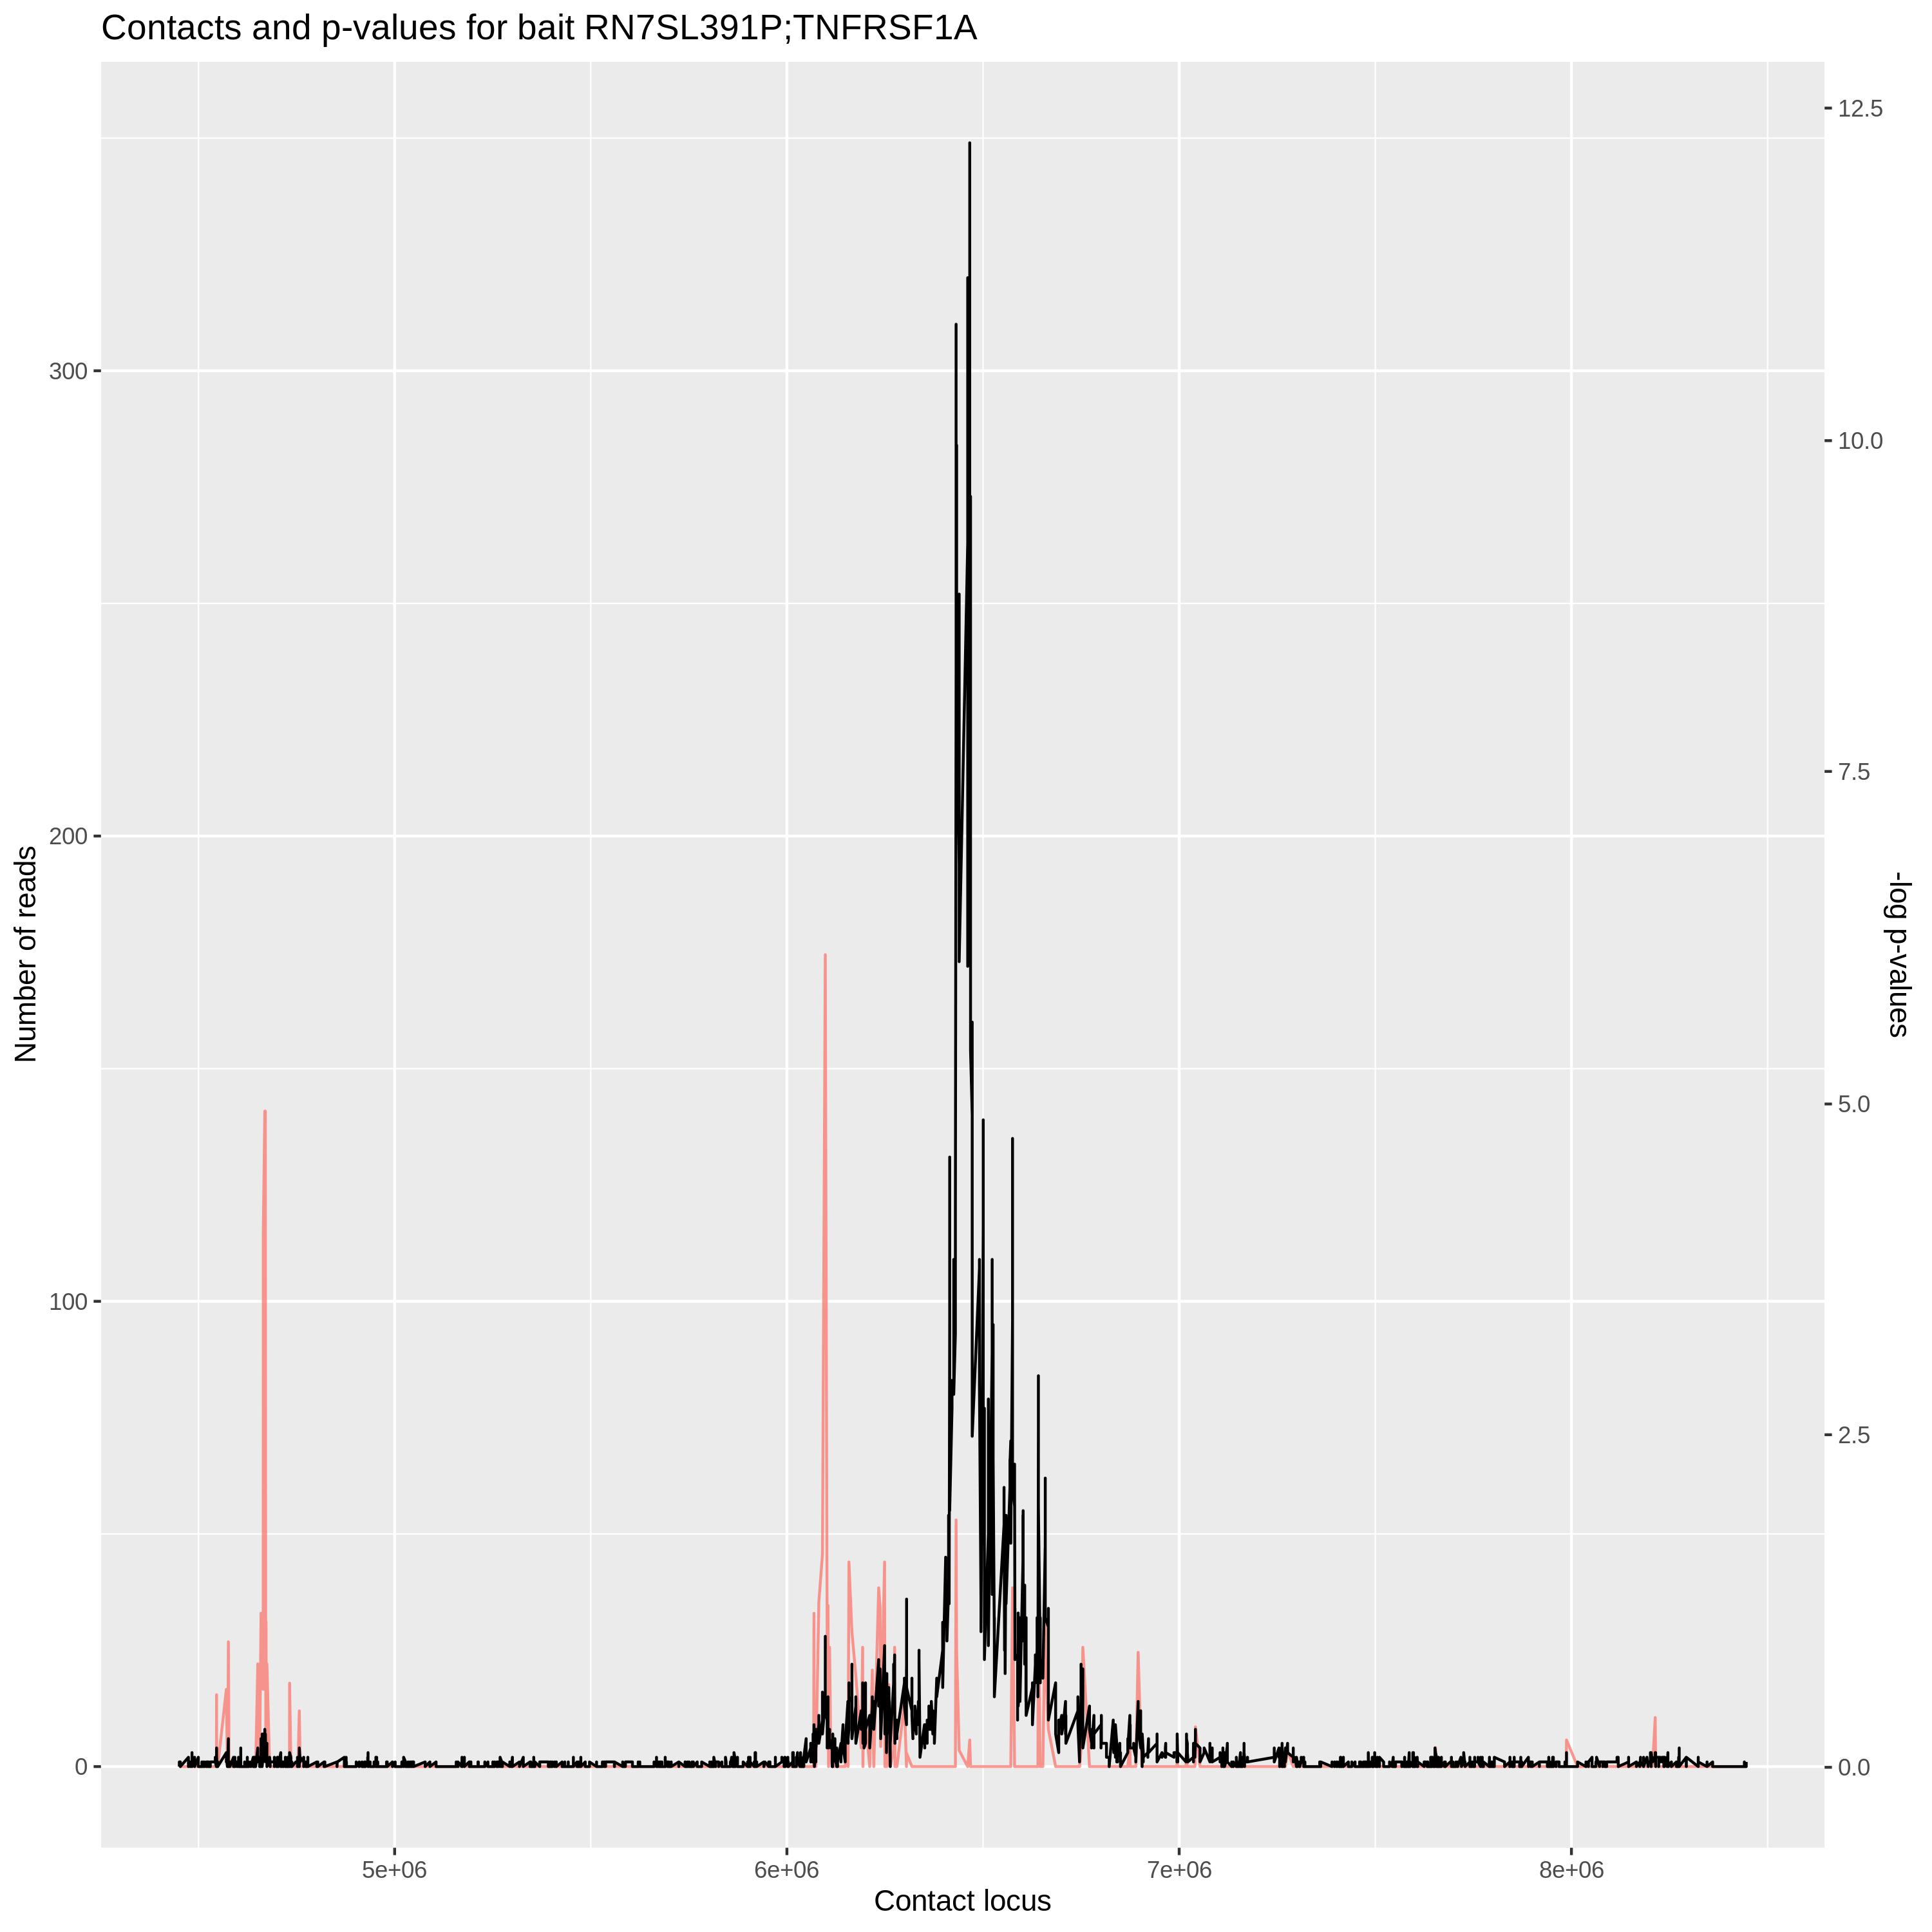 Contacts and p-values for bait RN7SL391P;TNFRSF1A
12.5
300
10.0
7.5
200
Number of reads
-log p-values
5.0
100
2.5
0
0.0
5e+06
6e+06
7e+06
8e+06
Contact locus